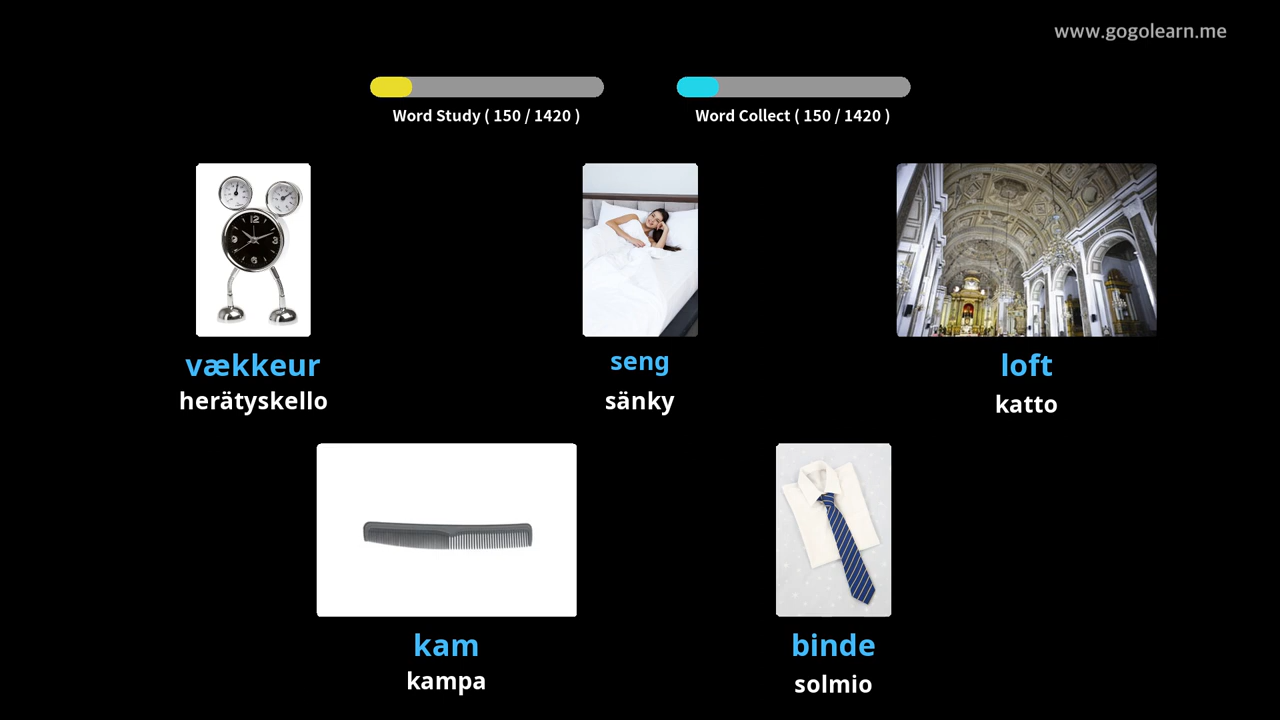 www.gogolearn.me
Word Study ( 150 / 1420 )
Word Collect ( 150 / 1420 )
vækkeur
herätyskello
seng
sänky
loft
katto
kam
kampa
binde
solmio